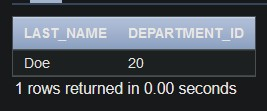 LAST_NAME DEPARTMENT_ID
Doe 20
1 rows returned in 0.00 seconds